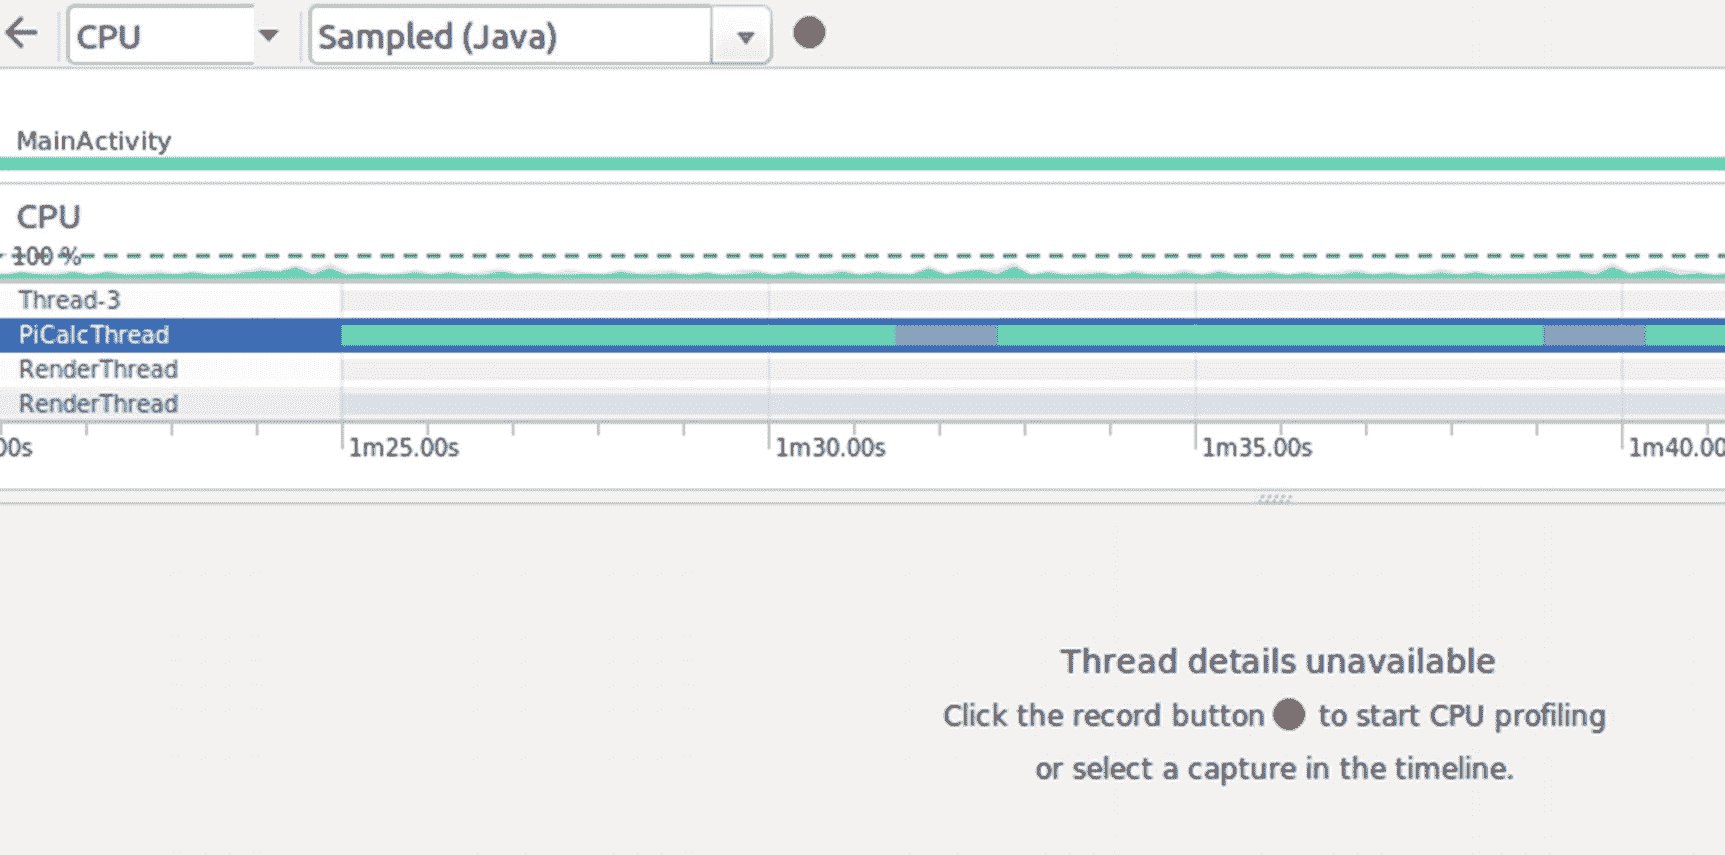 CPU Sampled (Java)
MainActivity
CPU
100 %
Thread-3
PiCalcThread
RenderThread
RenderThread
00s 1m25.00s 1m30.00s 1m35.00s 1m40.00
Thread details unavailable
Click the record button to start CPU profiling
or select a capture in the timeline.